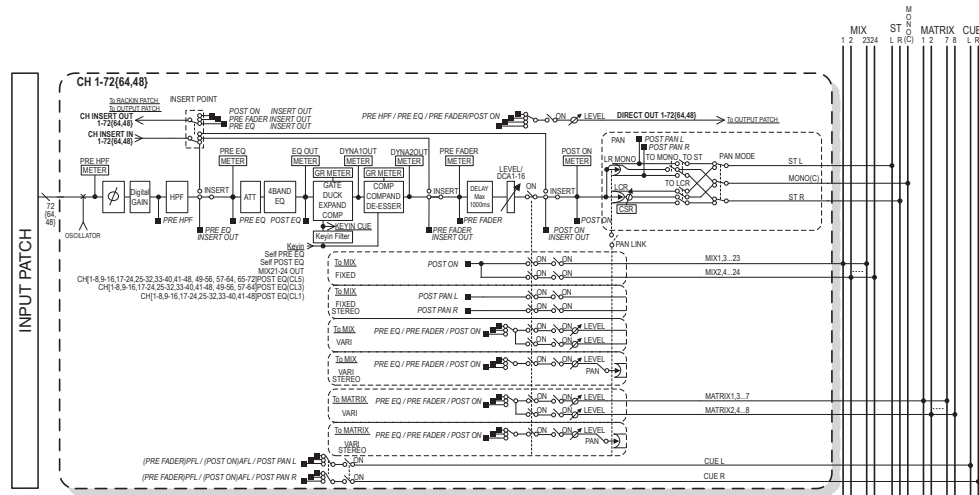 MONO(C)
MIX
ST
MATRIX
CUE
1 2 2324
L R
1 2 7 8
L R
INPUT PATCH
CH 1-72{64,48}
To RACKIN PATCH
To OUTPUT PATCH
INSERT POINT
CH INSERT OUT
1-72{64,48}
CH INSERT IN
1-72{64,48}
POST ON INSERT OUT
PRE FADER INSERT OUT
PRE EQ INSERT OUT
PRE HPF / PRE EQ / PRE FADER/POST ON
ON
LEVEL
DIRECT OUT 1-72{64,48}
To OUTPUT PATCH
PRE HPF
METER
PRE EQ
METER
EQ OUT
METER
DYNA1OUT
METER
DYNA2OUT
METER
PRE FADER
METER
POST ON
METER
GR METER
GR METER
72
{64,
48}
OSCILLATOR
Ø
Digital
GAIN
HPF
PRE HPF
INSERT
PRE EQ
INSERT OUT
ATT
PRE EQ
4BAND
EQ
POST EQ
GATE
DUCK
EXPAND
COMP
COMP
COMPAND
DE-ESSER
KEYIN CUE
Keyin Filter
INSERT
PRE FADER
INSERT OUT
DELAY
Max
1000ms
PRE FADER
LEVEL/
DCA1-16
ON
INSERT
POST ON
INSERT OUT
POST ON
PAN
POST PAN L
POST PAN R
LR MONO
TO MONO, TO ST
PAN MODE
LCR
TO LCR
CSR
PAN LINK
ST L
MONO(C)
ST R
Keyin
Self PRE EQ
Self POST EQ
MIX21-24 OUT
CH[1-8,9-16,17-24,25-32,33-40,41-48, 49-56, 57-64, 65-72]POST EQ(CL5)
CH[1-8,9-16,17-24,25-32,33-40,41-48, 49-56, 57-64]POST EQ(CL3)
CH[1-8,9-16,17-24,25-32,33-40,41-48]POST EQ(CL1)
To MIX
FIXED
POST ON
ON ON
ON ON
MIX1,3...23
MIX2,4...24
To MIX
FIXED
STEREO
POST PAN L
POST PAN R
ON ON
ON ON
To MIX
VARI
PRE EQ / PRE FADER / POST ON
ON ON LEVEL
ON ON LEVEL
To MIX
VARI
STEREO
PRE EQ / PRE FADER / POST ON
ON ON LEVEL
PAN
To MATRIX
VARI
PRE EQ / PRE FADER / POST ON
ON ON LEVEL
ON ON LEVEL
MATRIX1,3...7
MATRIX2,4...8
To MATRIX
VARI
STEREO
PRE EQ / PRE FADER / POST ON
ON ON LEVEL
PAN
(PRE FADER)PFL / (POST ON)AFL / POST PAN L
ON
CUE L
(PRE FADER)PFL / (POST ON)AFL / POST PAN R
ON
CUE R